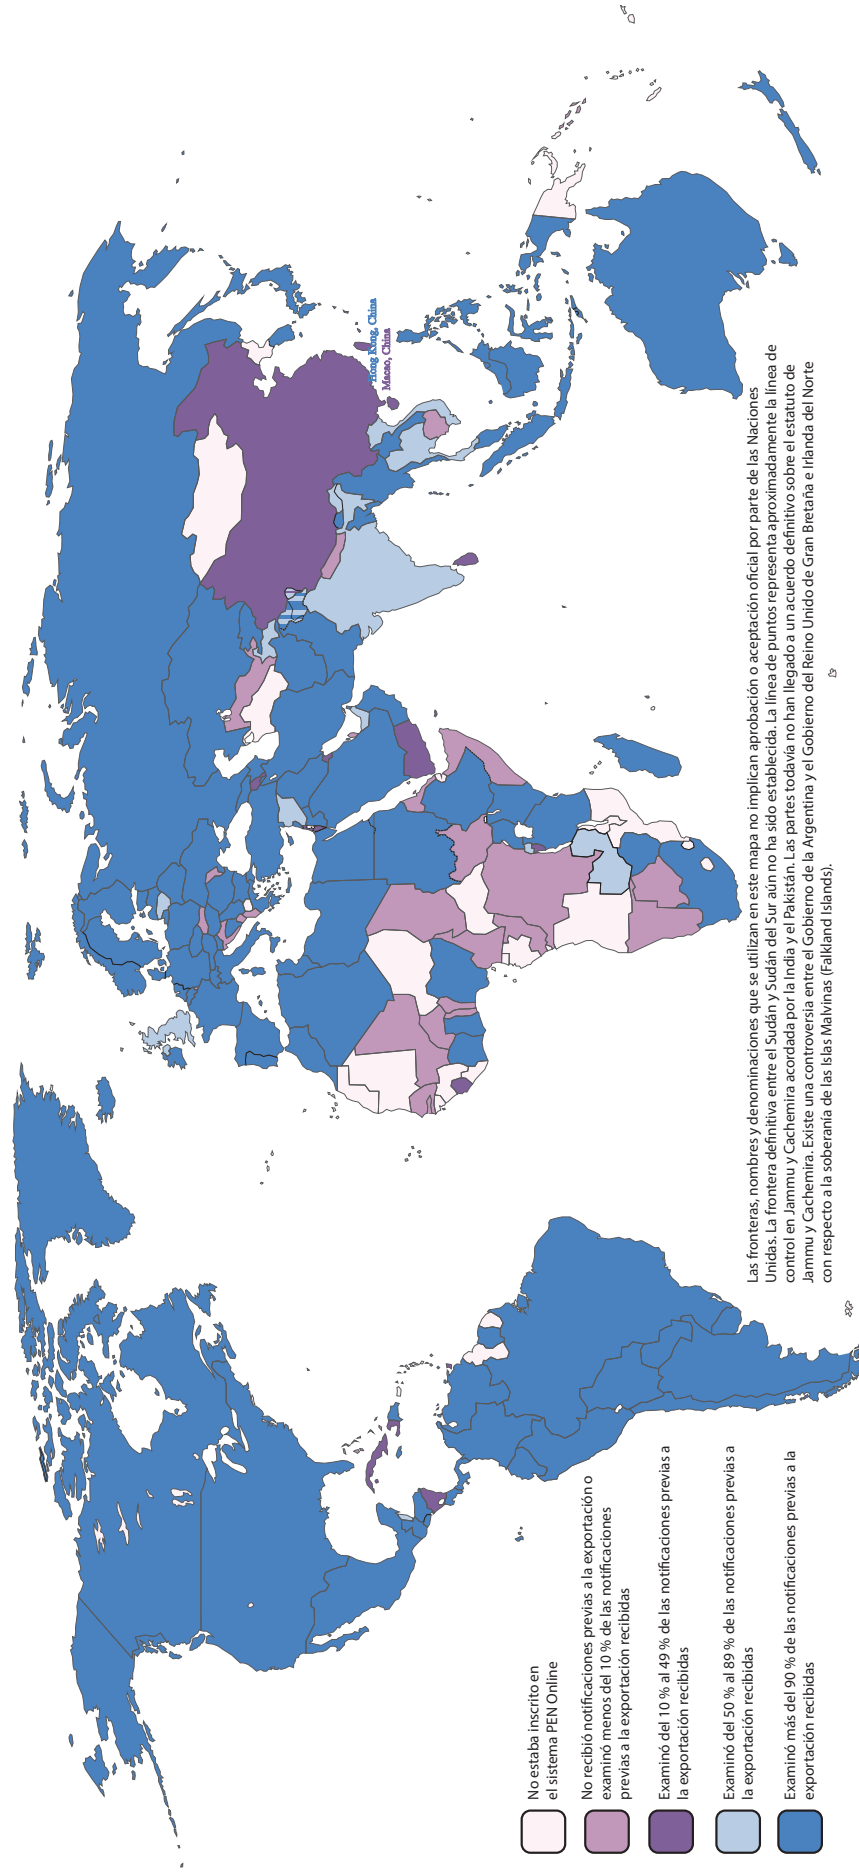 Hong Kong, China
Macao, China
No estaba inscrito en
el sistema PEN Online
No recibió notificaciones previas a la exportación o
examinó menos del 10 % de las notificaciones
previas a la exportación recibidas
Examinó del 10 % al 49 % de las notificaciones previas a
la exportación recibidas
Examinó del 50 % al 89 % de las notificaciones previas a
la exportación recibidas
Examinó más del 90 % de las notificaciones previas a la
exportación recibidas
Las fronteras, nombres y denominaciones que se utilizan en este mapa no implican aprobación o aceptación oficial por parte de las Naciones
Unidas. La frontera definitiva entre el Sudán y Sudán del Sur aún no ha sido establecida. La línea de puntos representa aproximadamente la línea de
control en Jammu y Cachemira acordada por la India y el Pakistán. Las partes todavía no han llegado a un acuerdo definitivo sobre el estatuto de
Jammu y Cachemira. Existe una controversia entre el Gobierno de la Argentina y el Gobierno del Reino Unido de Gran Bretaña e Irlanda del Norte
con respecto a la soberanía de las Islas Malvinas (Falkland Islands).